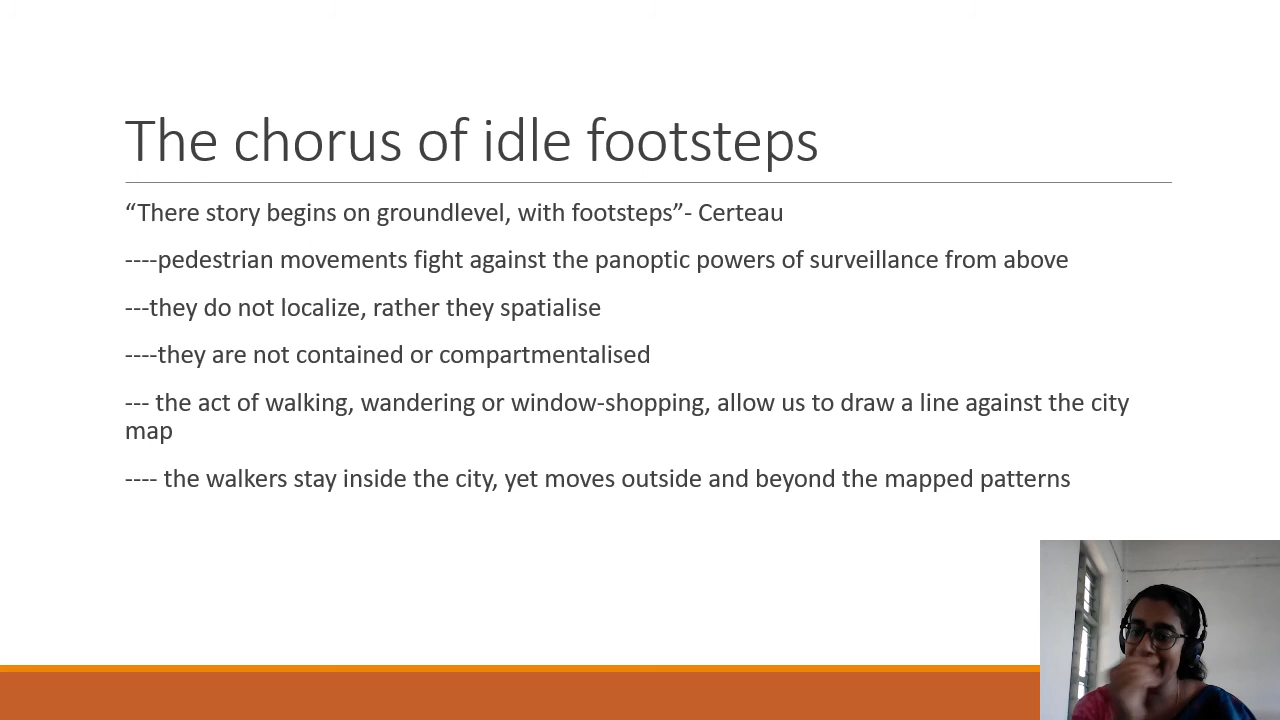 The chorus of idle footsteps
“There story begins on groundlevel, with footsteps”- Certeau
----pedestrian movements fight against the panoptic powers of surveillance from above
---they do not localize, rather they spatialise
----they are not contained or compartmentalised
--- the act of walking, wandering or window-shopping, allow us to draw a line against the city
map
---- the walkers stay inside the city, yet moves outside and beyond the mapped patterns